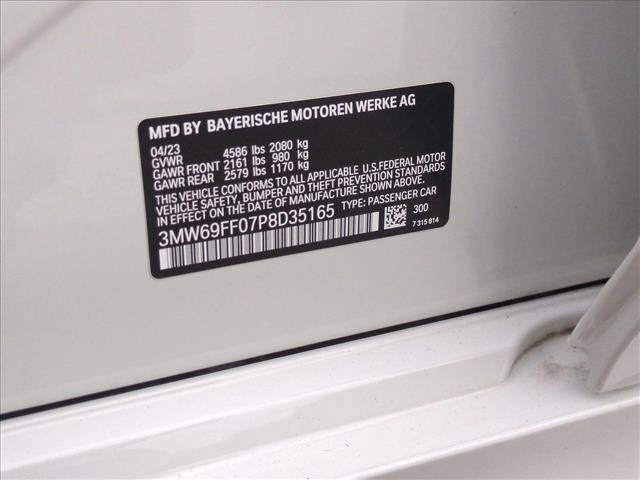 MFD BY BAYERISCHE MOTOREN WERKE AG
04/23
GVWR 4586 lbs 2080 kg
GAWR FRONT 2161 lbs 980 kg
GAWR REAR 2579 lbs 1170 kg
THIS VEHICLE CONFORMS TO ALL APPLICABLE U.S.FEDERAL MOTOR
VEHICLE SAFETY, BUMPER AND THEFT PREVENTION STANDARDS IN
EFFECT ON THE DATE OF MANUFACTURE SHOWN ABOVE.
3MW69FF07P8D35165 TYPE: PASSENGER CAR
300
7 315 814